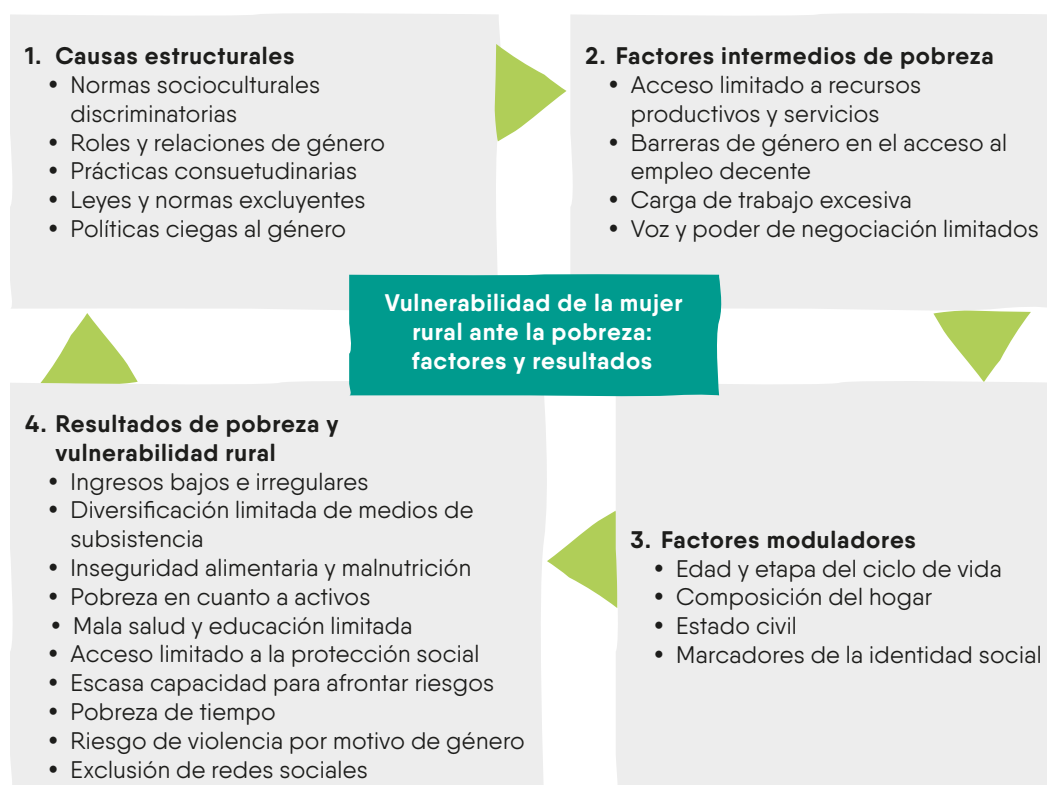 1. Causas estructurales
• Normas socioculturales
discriminatorias
• Roles y relaciones de género
• Prácticas consuetudinarias
• Leyes y normas excluyentes
• Políticas ciegas al género
2. Factores intermedios de pobreza
• Acceso limitado a recursos
productivos y servicios
• Barreras de género en el acceso al
empleo decente
• Carga de trabajo excesiva
• Voz y poder de negociación limitados
Vulnerabilidad de la mujer
rural ante la pobreza:
factores y resultados
3. Factores moduladores
• Edad y etapa del ciclo de vida
• Composición del hogar
• Estado civil
• Marcadores de la identidad social
4. Resultados de pobreza y
vulnerabilidad rural
• Ingresos bajos e irregulares
• Diversificación limitada de medios de
subsistencia
• Inseguridad alimentaria y malnutrición
• Pobreza en cuanto a activos
• Mala salud y educación limitada
• Acceso limitado a la protección social
• Escasa capacidad para afrontar riesgos
• Pobreza de tiempo
• Riesgo de violencia por motivo de género
• Exclusión de redes sociales